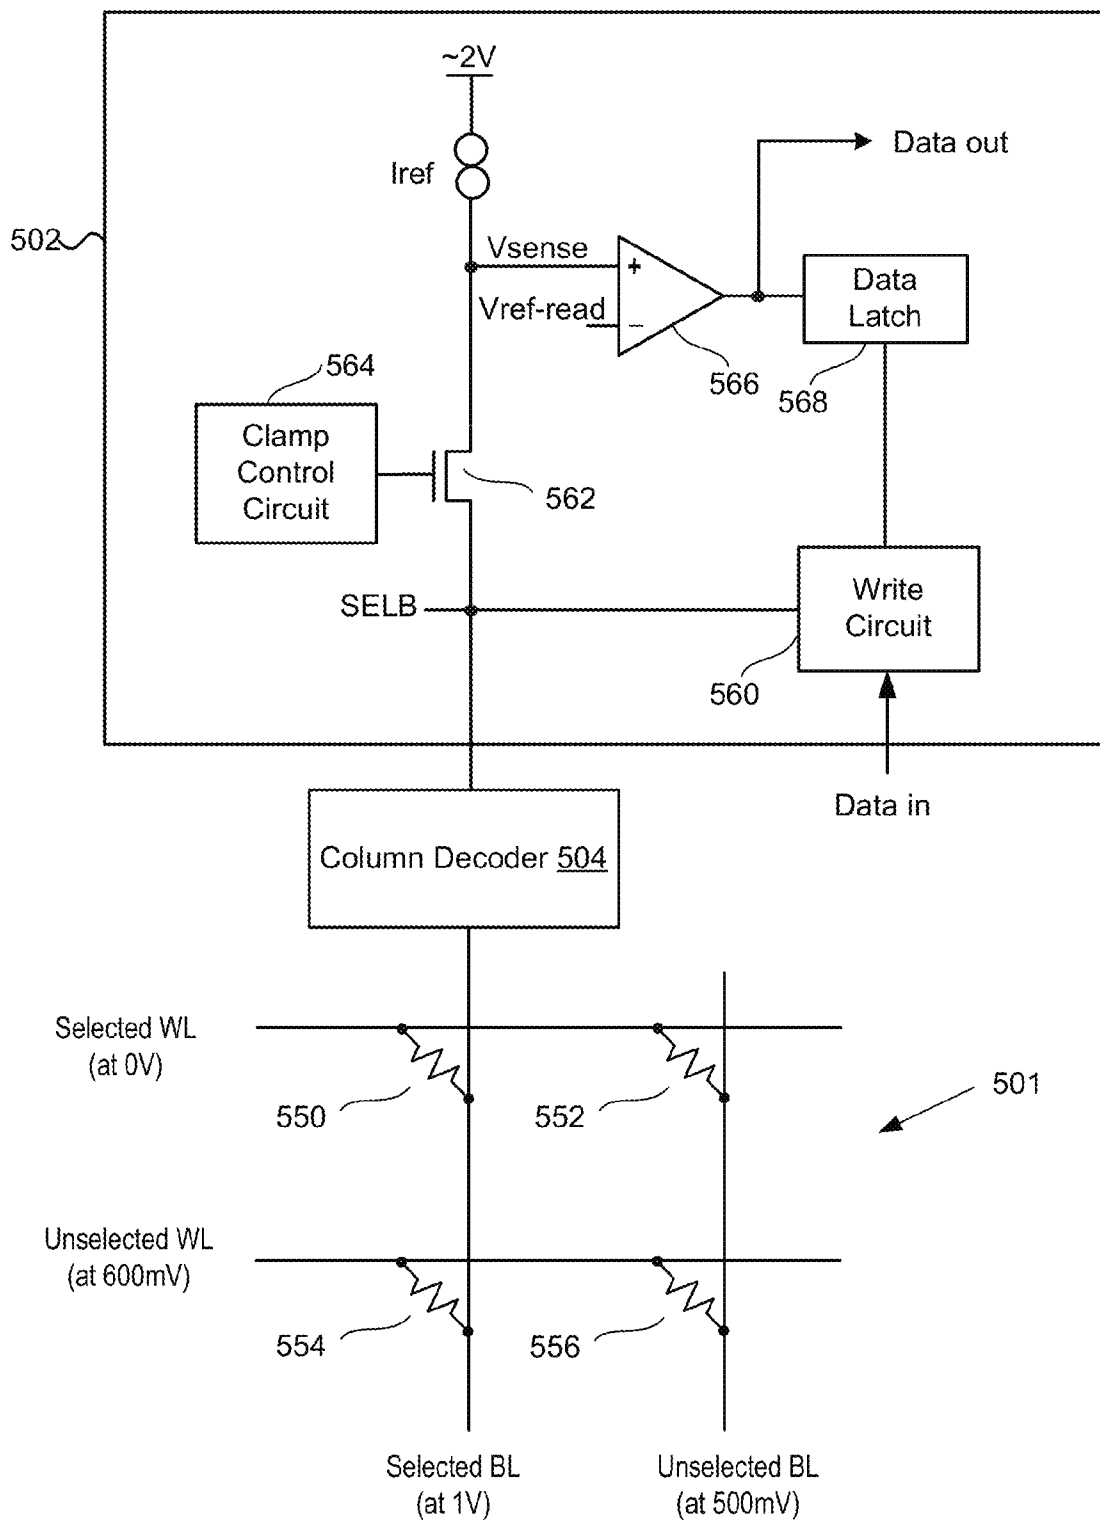 ~2V
Iref
Data out
502
Vsense
+
Vref-read
−
Data
Latch
566
568
564
Clamp
Control
Circuit
562
SELB
Write
Circuit
560
Data in
Column Decoder 504
Selected WL
(at 0V)
550
552
501
Unselected WL
(at 600mV)
554
556
Selected BL
(at 1V)
Unselected BL
(at 500mV)